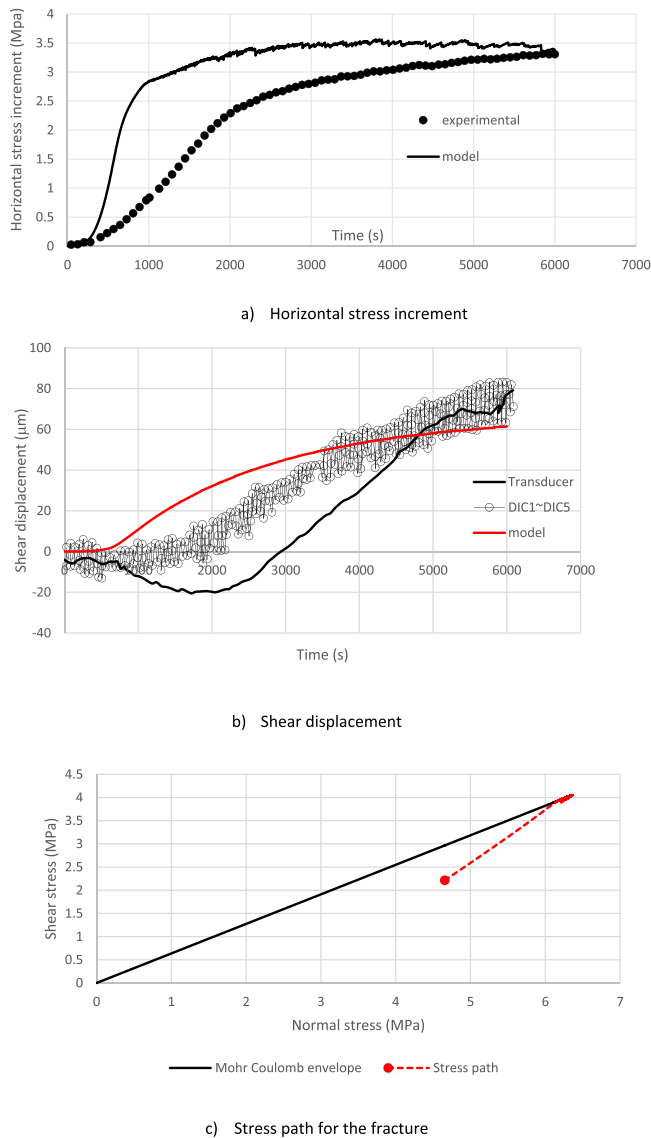 Horizontal stress increment (Mpa)
4
3.5
3
2.5
2
1.5
1
0.5
0
experimental
model
Time (s)
0 1000 2000 3000 4000 5000 6000 7000
a) Horizontal stress increment
Shear displacement (µm)
100
80
60
40
20
0
-20
-40
Transducer
DIC1~DIC5
model
0 1000 2000 3000 4000 5000 6000 7000
Time (s)
b) Shear displacement
Shear stress (MPa)
4.5
4
3.5
3
2.5
2
1.5
1
0.5
0
0 1 2 3 4 5 6 7
Normal stress (MPa)
Mohr Coulomb envelope Stress path
c) Stress path for the fracture